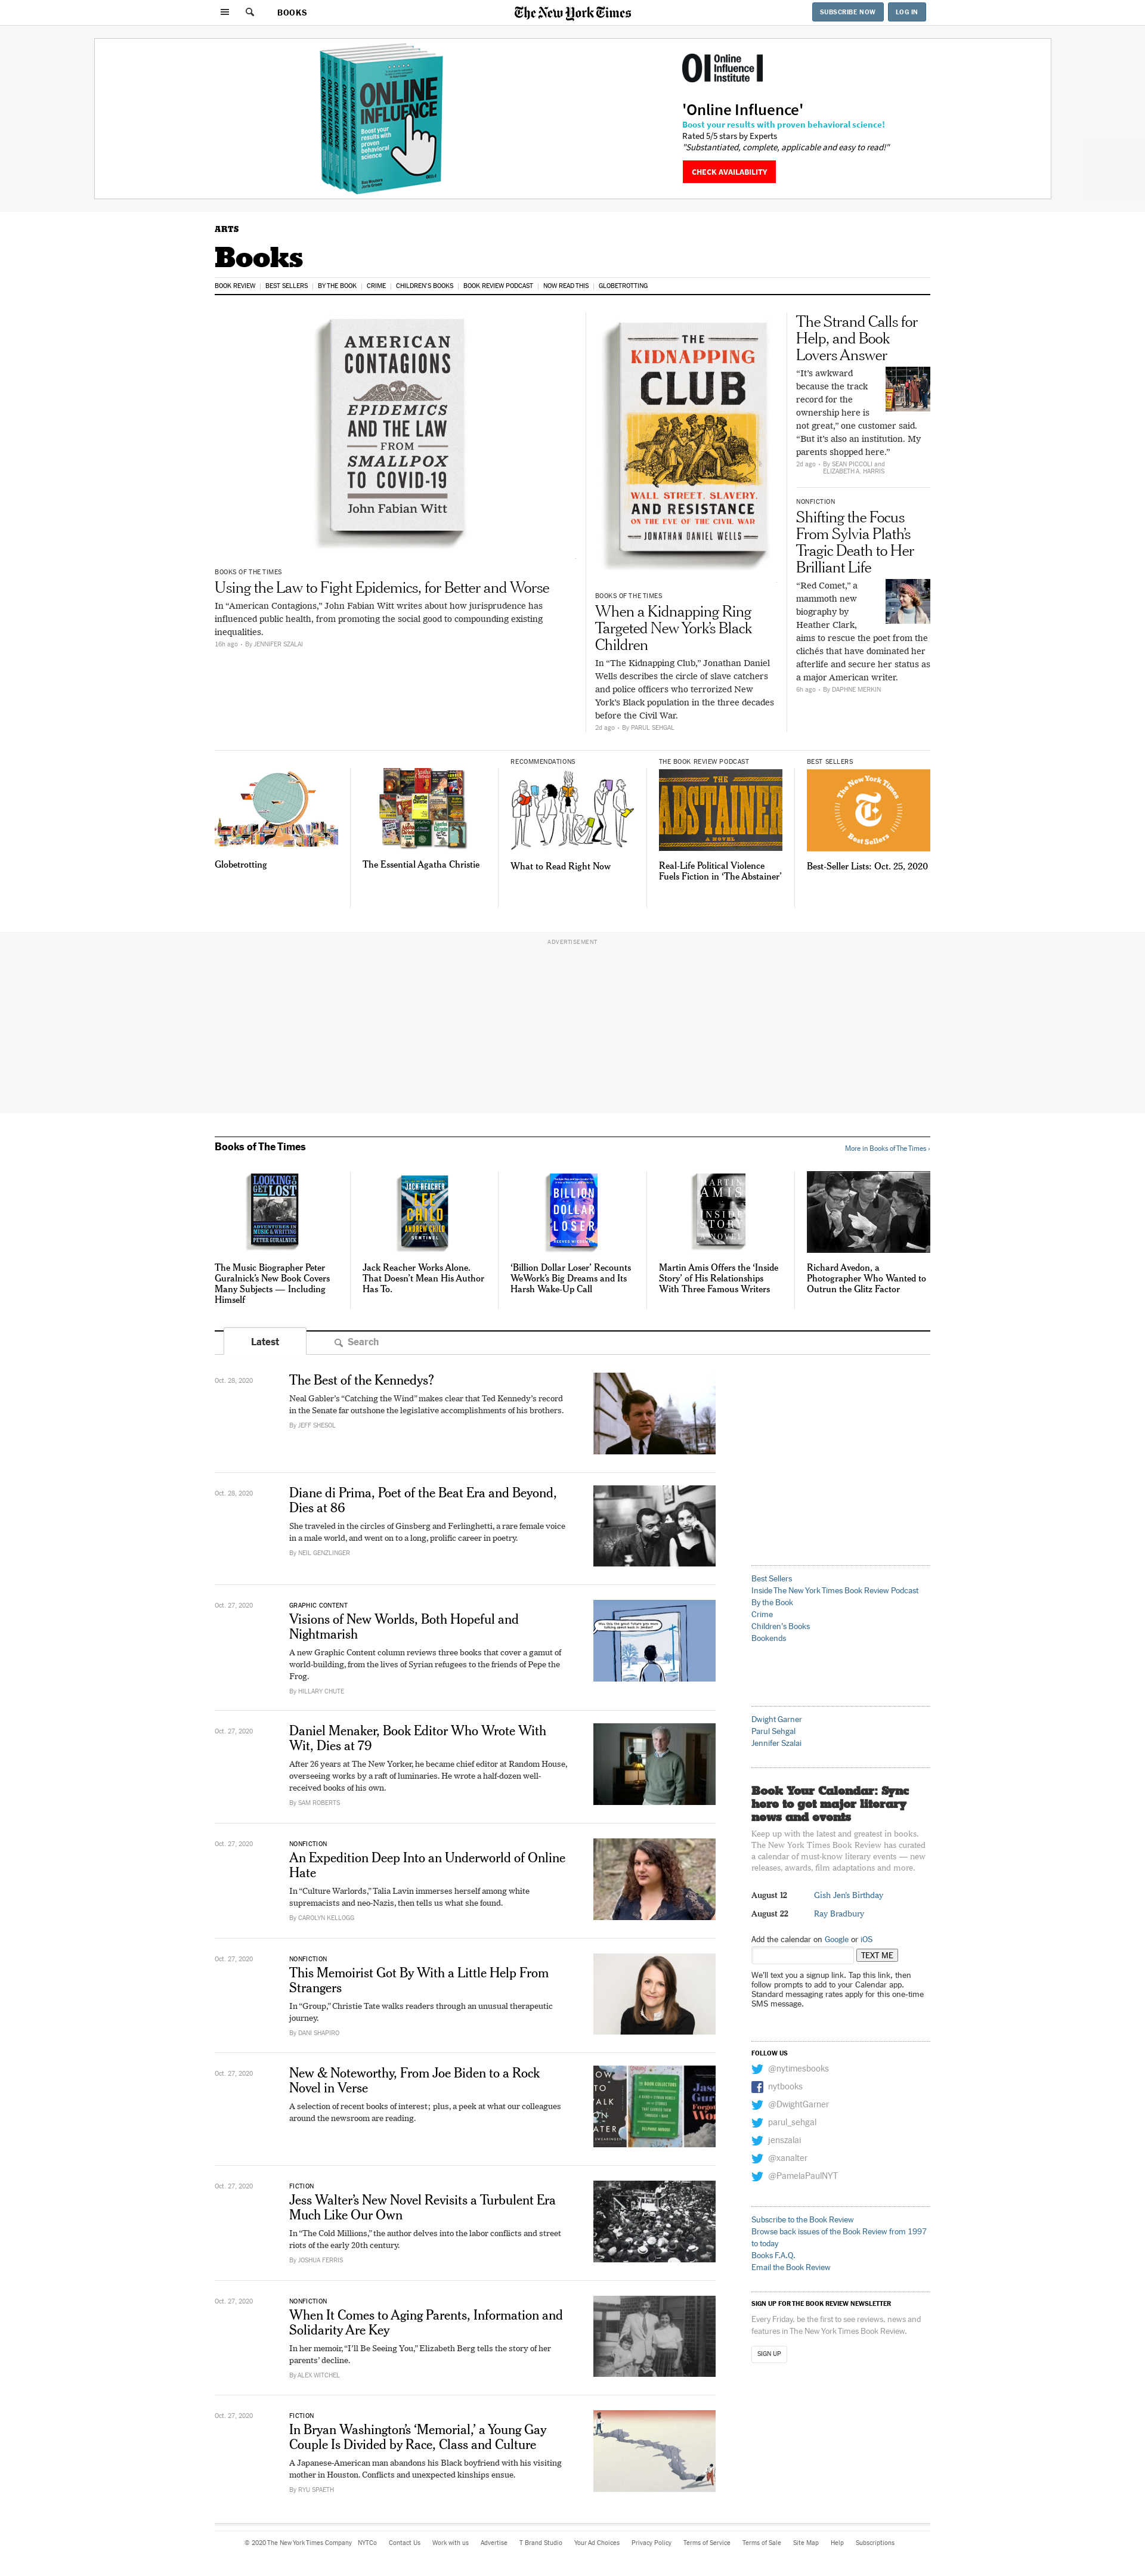 BOOKS
The New York Times
SUBSCRIBE NOW
LOG IN
ONLINE
INFLUENCE
Boost your
results with
proven
behavioral
science
Online
Influence
Institute
'Online Influence'
Boost your results with proven behavioral science!
Rated 5/5 stars by Experts
"Substantiated, complete, applicable and easy to read!"
CHECK AVAILABILITY
ARTS
Books
BOOK REVIEW
BEST SELLERS
BY THE BOOK
CRIME
CHILDREN'S BOOKS
BOOK REVIEW PODCAST
NOW READ THIS
GLOBETROTTING
AMERICAN
CONTAGIONS
EPIDEMICS
AND THE LAW
FROM
SMALLPOX
TO COVID-19
John Fabian Witt
BOOKS OF THE TIMES
Using the Law to Fight Epidemics, for Better and Worse
In “American Contagions,” John Fabian Witt writes about how jurisprudence has
influenced public health, from promoting the social good to compounding existing
inequalities.
16h ago • By JENNIFER SZALAI
THE
KIDNAPPING
CLUB
WALL STREET, SLAVERY,
AND RESISTANCE
ON THE EVE OF THE CIVIL WAR
JONATHAN DANIEL WELLS
BOOKS OF THE TIMES
When a Kidnapping Ring
Targeted New York’s Black
Children
In “The Kidnapping Club,” Jonathan Daniel
Wells describes the circle of slave catchers
and police officers who terrorized New
York’s Black population in the three decades
before the Civil War.
2d ago • By PARUL SEHGAL
The Strand Calls for
Help, and Book
Lovers Answer
“It’s awkward
because the track
record for the
ownership here is
not great,” one customer said.
“But it’s also an institution. My
parents shopped here.”
2d ago • By SEAN PICCOLI and
ELIZABETH A. HARRIS
NONFICTION
Shifting the Focus
From Sylvia Plath’s
Tragic Death to Her
Brilliant Life
“Red Comet,” a
mammoth new
biography by
Heather Clark,
aims to rescue the poet from the
clichés that have dominated her
afterlife and secure her status as
a major American writer.
6h ago • By DAPHNE MERKIN
Globetrotting
The Essential Agatha Christie
RECOMMENDATIONS
What to Read Right Now
THE BOOK REVIEW PODCAST
THE
ABSTAINER
A NOVEL
Real-Life Political Violence
Fuels Fiction in ‘The Abstainer’
BEST SELLERS
The New York Times
Best Sellers
Best-Seller Lists: Oct. 25, 2020
ADVERTISEMENT
Books of The Times
More in Books of The Times ›
LOOKING TO
GET LOST
ADVENTURES IN
MUSIC & WRITING
PETER GURALNICK
The Music Biographer Peter
Guralnick’s New Book Covers
Many Subjects — Including
Himself
JACK REACHER
LEE
CHILD
ANDREW CHILD
SENTINEL
Jack Reacher Works Alone.
That Doesn’t Mean His Author
Has To.
BILLION
DOLLAR
LOSER
REEVES WIEDEMAN
‘Billion Dollar Loser’ Recounts
WeWork’s Big Dreams and Its
Harsh Wake-Up Call
MARTIN
AMIS
INSIDE
STORY
A NOVEL
Martin Amis Offers the ‘Inside
Story’ of His Relationships
With Three Famous Writers
Richard Avedon, a
Photographer Who Wanted to
Outrun the Glitz Factor
Latest
Search
Oct. 28, 2020
The Best of the Kennedys?
Neal Gabler’s “Catching the Wind” makes clear that Ted Kennedy’s record
in the Senate far outshone the legislative accomplishments of his brothers.
By JEFF SHESOL
Oct. 28, 2020
Diane di Prima, Poet of the Beat Era and Beyond,
Dies at 86
She traveled in the circles of Ginsberg and Ferlinghetti, a rare female voice
in a male world, and went on to a long, prolific career in poetry.
By NEIL GENZLINGER
Oct. 27, 2020
GRAPHIC CONTENT
Visions of New Worlds, Both Hopeful and
Nightmarish
A new Graphic Content column reviews three books that cover a gamut of
world-building, from the lives of Syrian refugees to the friends of Pepe the
Frog.
By HILLARY CHUTE
Oct. 27, 2020
Daniel Menaker, Book Editor Who Wrote With
Wit, Dies at 79
After 26 years at The New Yorker, he became chief editor at Random House,
overseeing works by a raft of luminaries. He wrote a half-dozen well-
received books of his own.
By SAM ROBERTS
Oct. 27, 2020
NONFICTION
An Expedition Deep Into an Underworld of Online
Hate
In “Culture Warlords,” Talia Lavin immerses herself among white
supremacists and neo-Nazis, then tells us what she found.
By CAROLYN KELLOGG
Oct. 27, 2020
NONFICTION
This Memoirist Got By With a Little Help From
Strangers
In “Group,” Christie Tate walks readers through an unusual therapeutic
journey.
By DANI SHAPIRO
Oct. 27, 2020
New & Noteworthy, From Joe Biden to a Rock
Novel in Verse
A selection of recent books of interest; plus, a peek at what our colleagues
around the newsroom are reading.
Oct. 27, 2020
FICTION
Jess Walter’s New Novel Revisits a Turbulent Era
Much Like Our Own
In “The Cold Millions,” the author delves into the labor conflicts and street
riots of the early 20th century.
By JOSHUA FERRIS
Oct. 27, 2020
NONFICTION
When It Comes to Aging Parents, Information and
Solidarity Are Key
In her memoir, “I’ll Be Seeing You,” Elizabeth Berg tells the story of her
parents’ decline.
By ALEX WITCHEL
Oct. 27, 2020
FICTION
In Bryan Washington’s ‘Memorial,’ a Young Gay
Couple Is Divided by Race, Class and Culture
A Japanese-American man abandons his Black boyfriend with his visiting
mother in Houston. Conflicts and unexpected kinships ensue.
By RYU SPAETH
Best Sellers
Inside The New York Times Book Review Podcast
By the Book
Crime
Children's Books
Bookends
Dwight Garner
Parul Sehgal
Jennifer Szalai
Book Your Calendar: Sync
here to get major literary
news and events
Keep up with the latest and greatest in books.
The New York Times Book Review has curated
a calendar of must-know literary events — new
releases, awards, film adaptations and more.
August 12 Gish Jen's Birthday
August 22 Ray Bradbury
Add the calendar on Google or iOS
TEXT ME
We'll text you a signup link. Tap this link, then
follow prompts to add to your Calendar app.
Standard messaging rates apply for this one-time
SMS message.
FOLLOW US
@nytimesbooks
nytbooks
@DwightGarner
parul_sehgal
jenszalai
@xanalter
@PamelaPaulNYT
Subscribe to the Book Review
Browse back issues of the Book Review from 1997
to today
Books F.A.Q.
Email the Book Review
SIGN UP FOR THE BOOK REVIEW NEWSLETTER
Every Friday, be the first to see reviews, news and
features in The New York Times Book Review.
SIGN UP
© 2020 The New York Times Company
NYTCo
Contact Us
Work with us
Advertise
T Brand Studio
Your Ad Choices
Privacy Policy
Terms of Service
Terms of Sale
Site Map
Help
Subscriptions